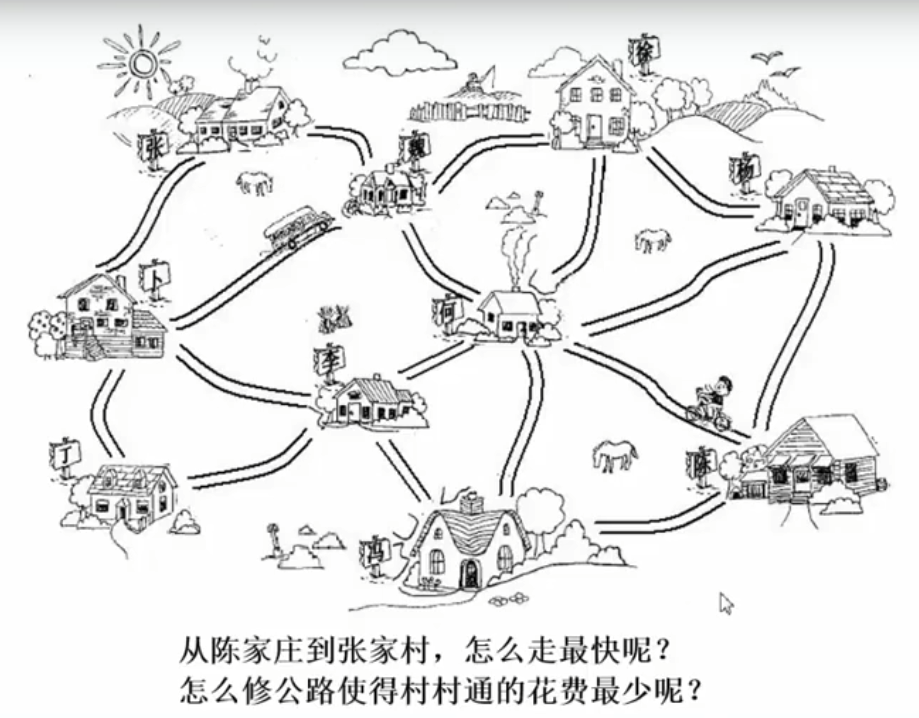 徐
张
魏
杨
卜
何
李
丁
陈
冯
从陈家庄到张家村，怎么走最快呢？
怎么修公路使得村村通的花费最少呢？